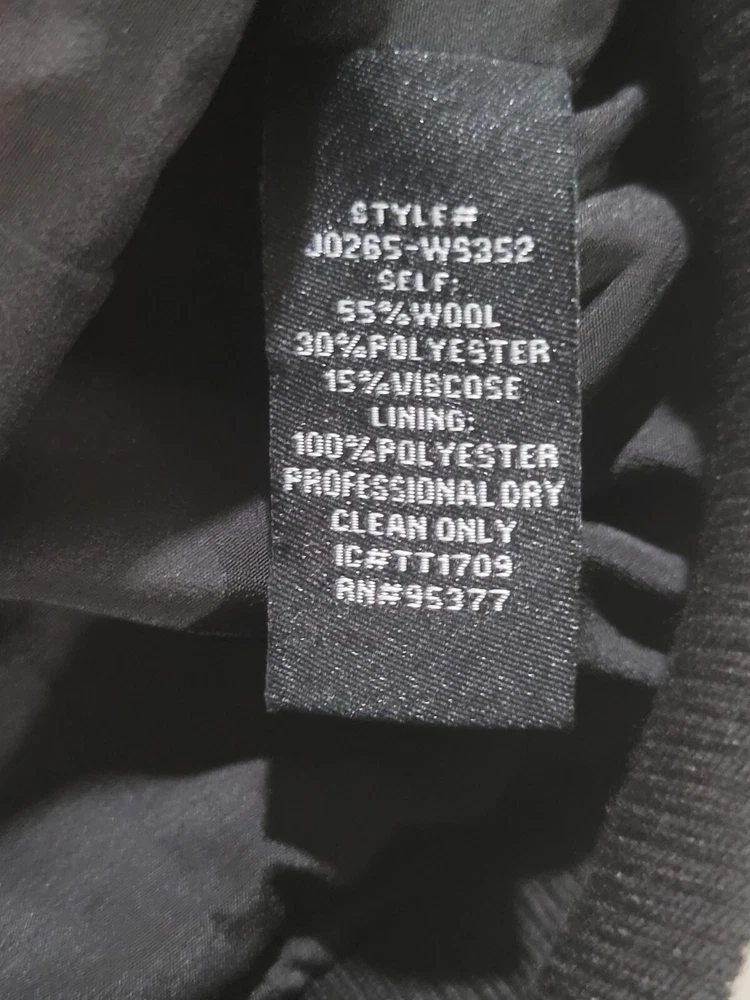 STYLE#
J0265-WS352
SELF:
55%WOOL
30%POLYESTER
15%VISCOSE
LINING:
100%POLYESTER
PROFESSIONAL DRY
CLEAN ONLY
IC#TT1709
RN#95377